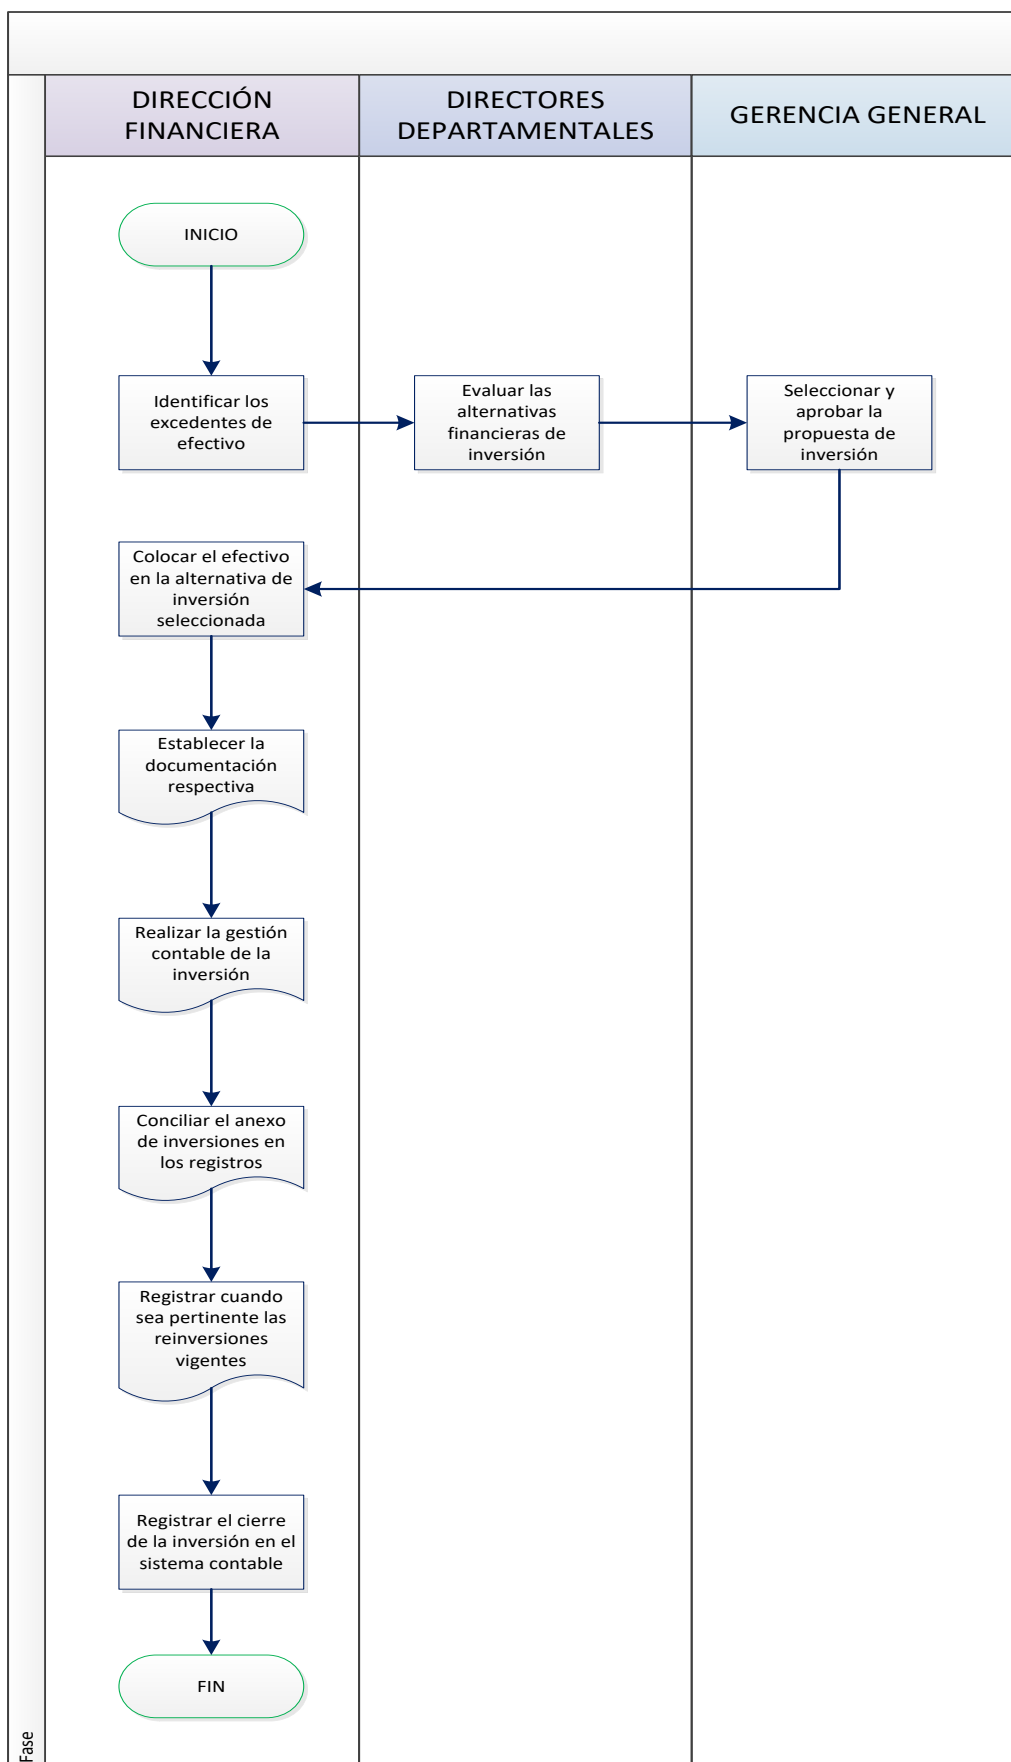 DIRECCIÓN
FINANCIERA
DIRECTORES
DEPARTAMENTALES
GERENCIA GENERAL
INICIO
Identificar los
excedentes de
efectivo
Evaluar las
alternativas
financieras de
inversión
Seleccionar y
aprobar la
propuesta de
inversión
Colocar el efectivo
en la alternativa de
inversión
seleccionada
Establecer la
documentación
respectiva
Realizar la gestión
contable de la
inversión
Conciliar el anexo
de inversiones en
los registros
Registrar cuando
sea pertinente las
reinversiones
vigentes
Registrar el cierre
de la inversión en el
sistema contable
FIN
Fase